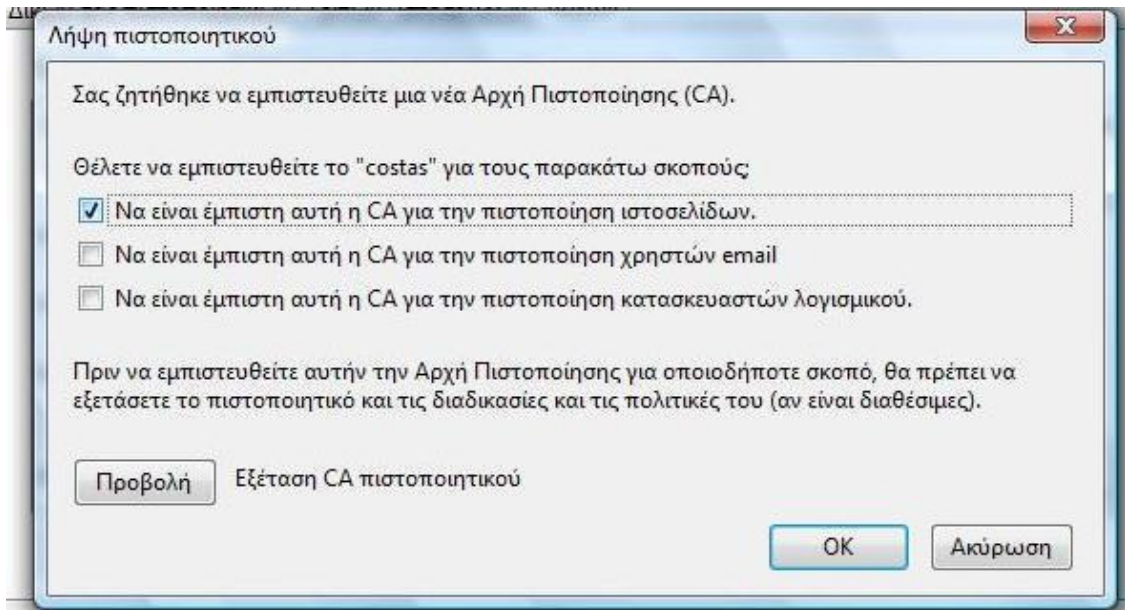 Λήψη πιστοποιητικού
Σας ζητήθηκε να εμπιστευθείτε μια νέα Αρχή Πιστοποίησης (CA).
Θέλετε να εμπιστευθείτε το "costas" για τους παρακάτω σκοπούς;
Να είναι έμπιστη αυτή η CA για την πιστοποίηση ιστοσελίδων.
Να είναι έμπιστη αυτή η CA για την πιστοποίηση χρηστών email
Να είναι έμπιστη αυτή η CA για την πιστοποίηση κατασκευαστών λογισμικού.
Πριν να εμπιστευθείτε αυτήν την Αρχή Πιστοποίησης για οποιοδήποτε σκοπό, θα πρέπει να
εξετάσετε το πιστοποιητικό και τις διαδικασίες και τις πολιτικές του (αν είναι διαθέσιμες).
Προβολή Εξέταση CA πιστοποιητικού
OK Ακύρωση